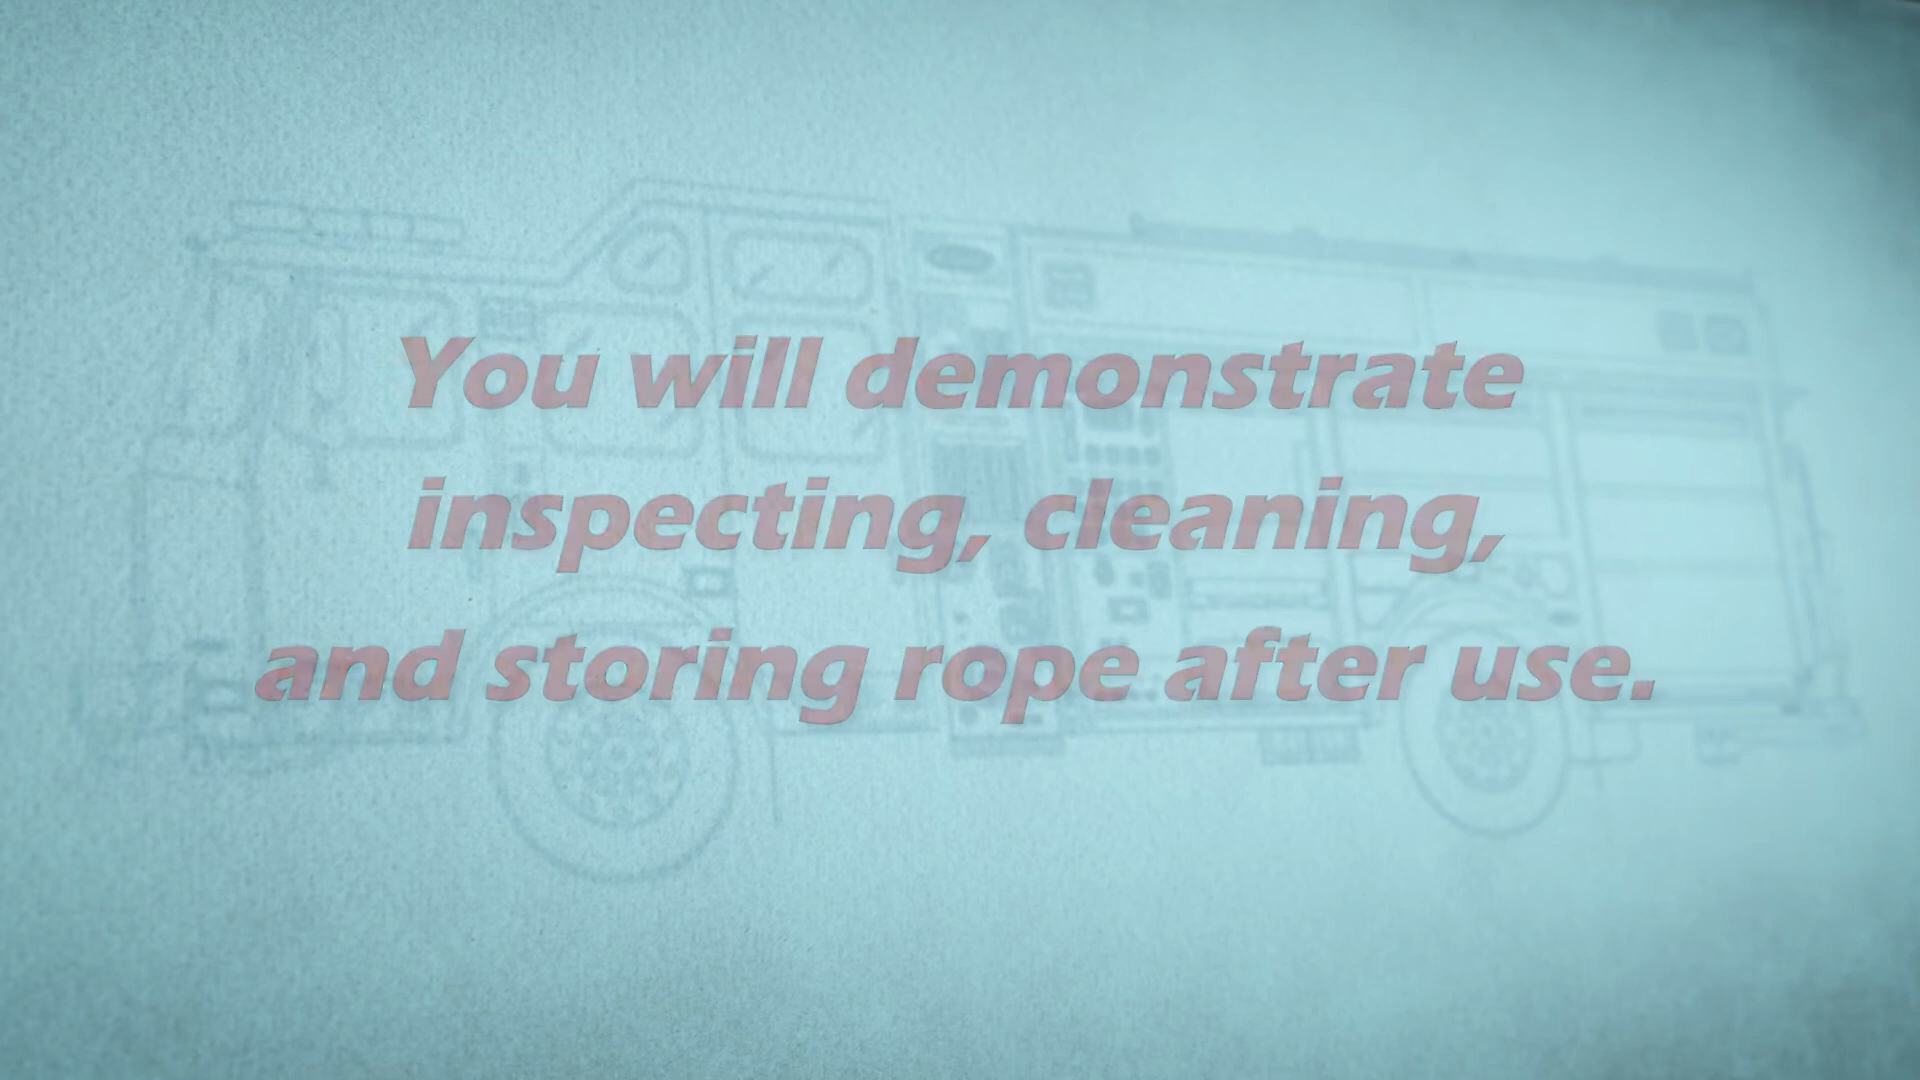 You will demonstrate
inspecting, cleaning,
and storing rope after use.